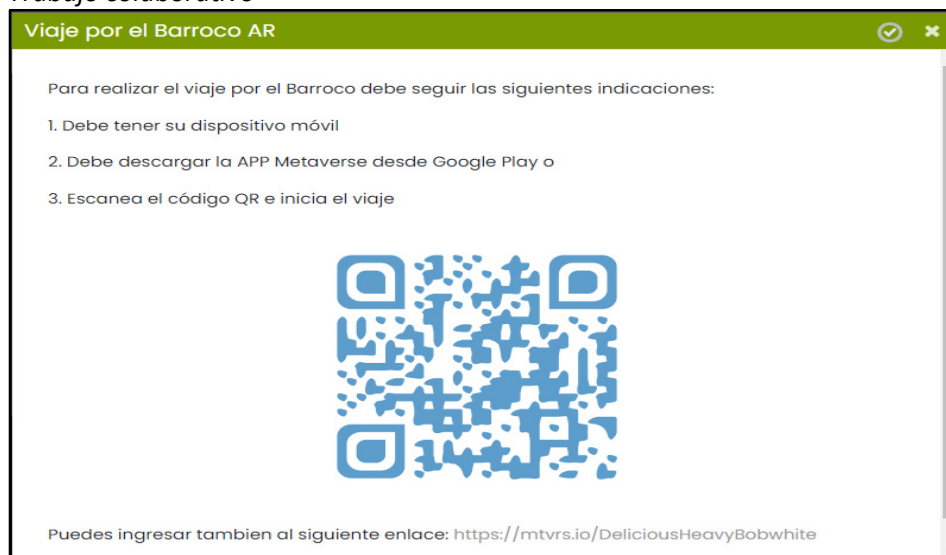 Trabajo colaborativo
Viaje por el Barroco AR
Para realizar el viaje por el Barroco debe seguir las siguientes indicaciones:
1. Debe tener su dispositivo móvil
2. Debe descargar la APP Metaverse desde Google Play o
3. Escanea el código QR e inicia el viaje
Puedes ingresar tambien al siguiente enlace: https://mtvrs.io/DeliciousHeavyBobwhite